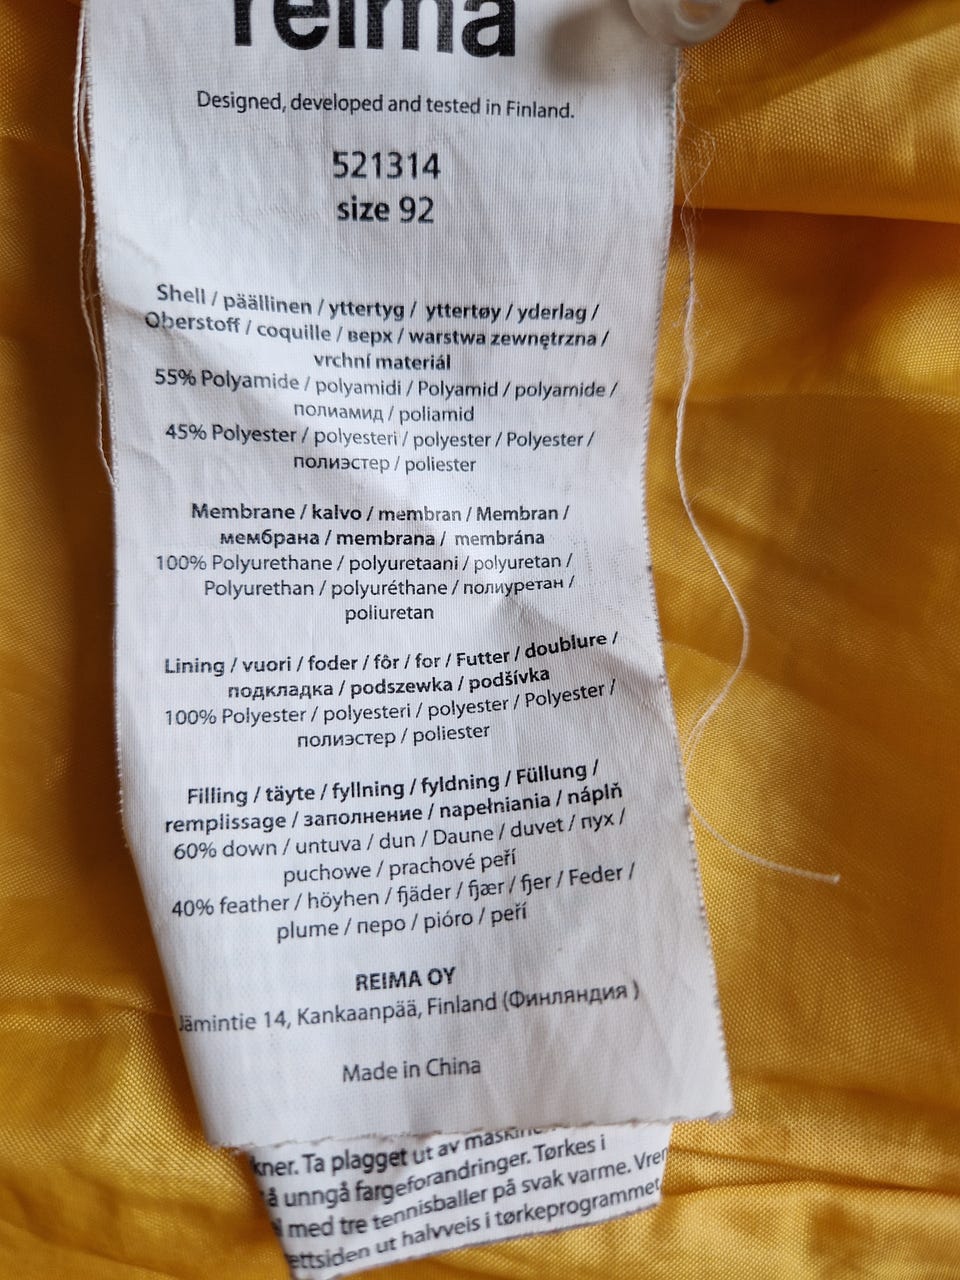 reima
Designed, developed and tested in Finland.
521314
size 92
Shell / päällinen / yttertyg / yttertøy / yderlag /
Oberstoff / coquille / верх / warstwa zewnętrzna /
vrchní materiál
55% Polyamide / polyamidi / Polyamid / polyamide /
полиамид / poliamid
45% Polyester / polyesteri / polyester / Polyester /
полиэстер / poliester
Membrane / kalvo / membran / Membran /
мембрана / membrana / membrána
100% Polyurethane / polyuretaani / polyuretan /
Polyurethan / polyuréthane / полиуретан /
poliuretan
Lining / vuori / foder / fôr / for / Futter / doublure /
подкладка / podszewka / podšívka
100% Polyester / polyesteri / polyester / Polyester /
полиэстер / poliester
Filling / täyte / fyllning / fyldning / Füllung /
remplissage / заполнение / napełniania / náplň
60% down / untuva / dun / Daune / duvet / пух /
puchowe / prachové peří
40% feather / höyhen / fjäder / fjær / fjer / Feder /
plume / перо / pióro / peří
REIMA OY
Jämintie 14, Kankaanpää, Finland (Финляндия )
Made in China
kner. Ta plagget ut av
å unngå fargeforandringer. Tørkes i
med tre tennisballer på svak varme. Vren
ettsiden ut halvveis i tørkeprogrammet.